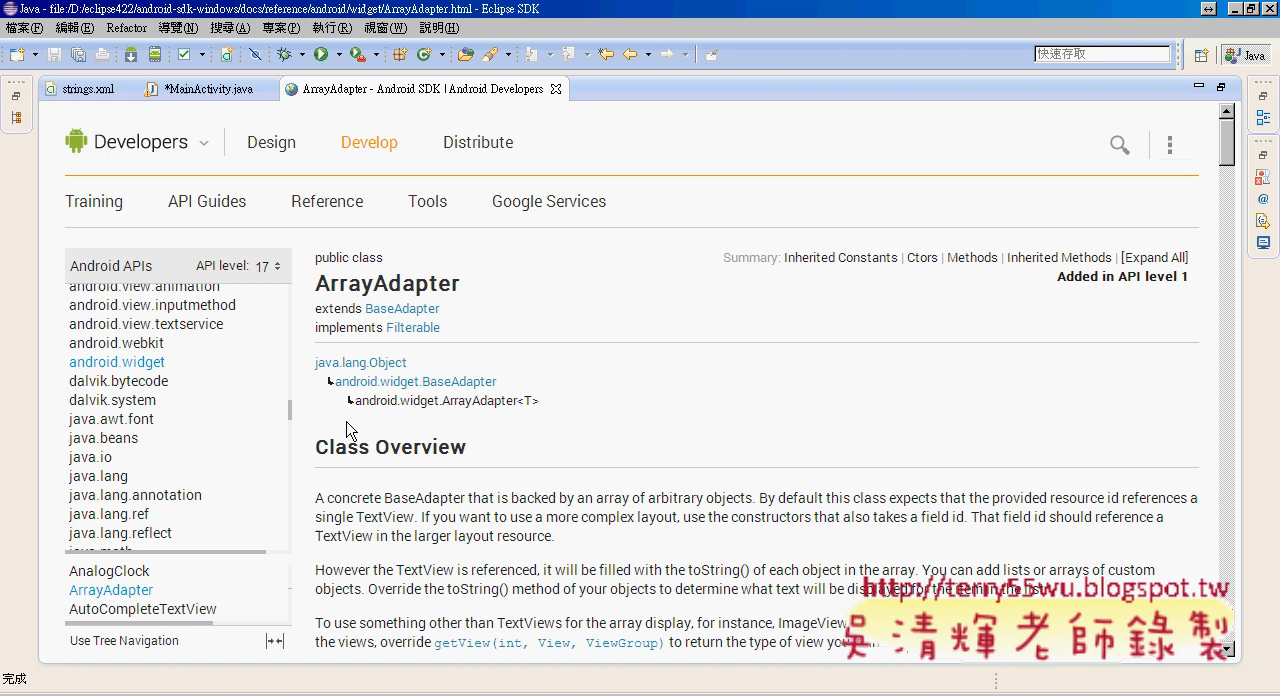 Java - file:/D:/eclipse422/android-sdk-windows/docs/reference/android/widget/ArrayAdapter.html - Eclipse SDK
檔案(F) 編輯(E) Refactor 導覽(N) 搜尋(A) 專案(P) 執行(R) 視窗(W) 說明(H)
快速存取 Java
strings.xml *MainActivity.java ArrayAdapter - Android SDK | Android Developers
Developers Design Develop Distribute
Training API Guides Reference Tools Google Services
Android APIs API level: 17
android.view.animation
android.view.inputmethod
android.view.textservice
android.webkit
android.widget
dalvik.bytecode
dalvik.system
java.awt.font
java.beans
java.io
java.lang
java.lang.annotation
java.lang.ref
java.lang.reflect
java.math
AnalogClock
ArrayAdapter
AutoCompleteTextView
Use Tree Navigation
public class
Summary: Inherited Constants | Ctors | Methods | Inherited Methods | [Expand All]
ArrayAdapter
Added in API level 1
extends BaseAdapter
implements Filterable
java.lang.Object
android.widget.BaseAdapter
android.widget.ArrayAdapter<T>
Class Overview
A concrete BaseAdapter that is backed by an array of arbitrary objects. By default this class expects that the provided resource id references a
single TextView. If you want to use a more complex layout, use the constructors that also takes a field id. That field id should reference a
TextView in the larger layout resource.
However the TextView is referenced, it will be filled with the toString() of each object in the array. You can add lists or arrays of custom
objects. Override the toString() method of your objects to determine what text will be displayed for the item in the list.
To use something other than TextViews for the array display, for instance, ImageView
the views, override getView(int, View, ViewGroup) to return the type of view you
http://terry55wu.blogspot.tw
吳清輝老師錄製
完成